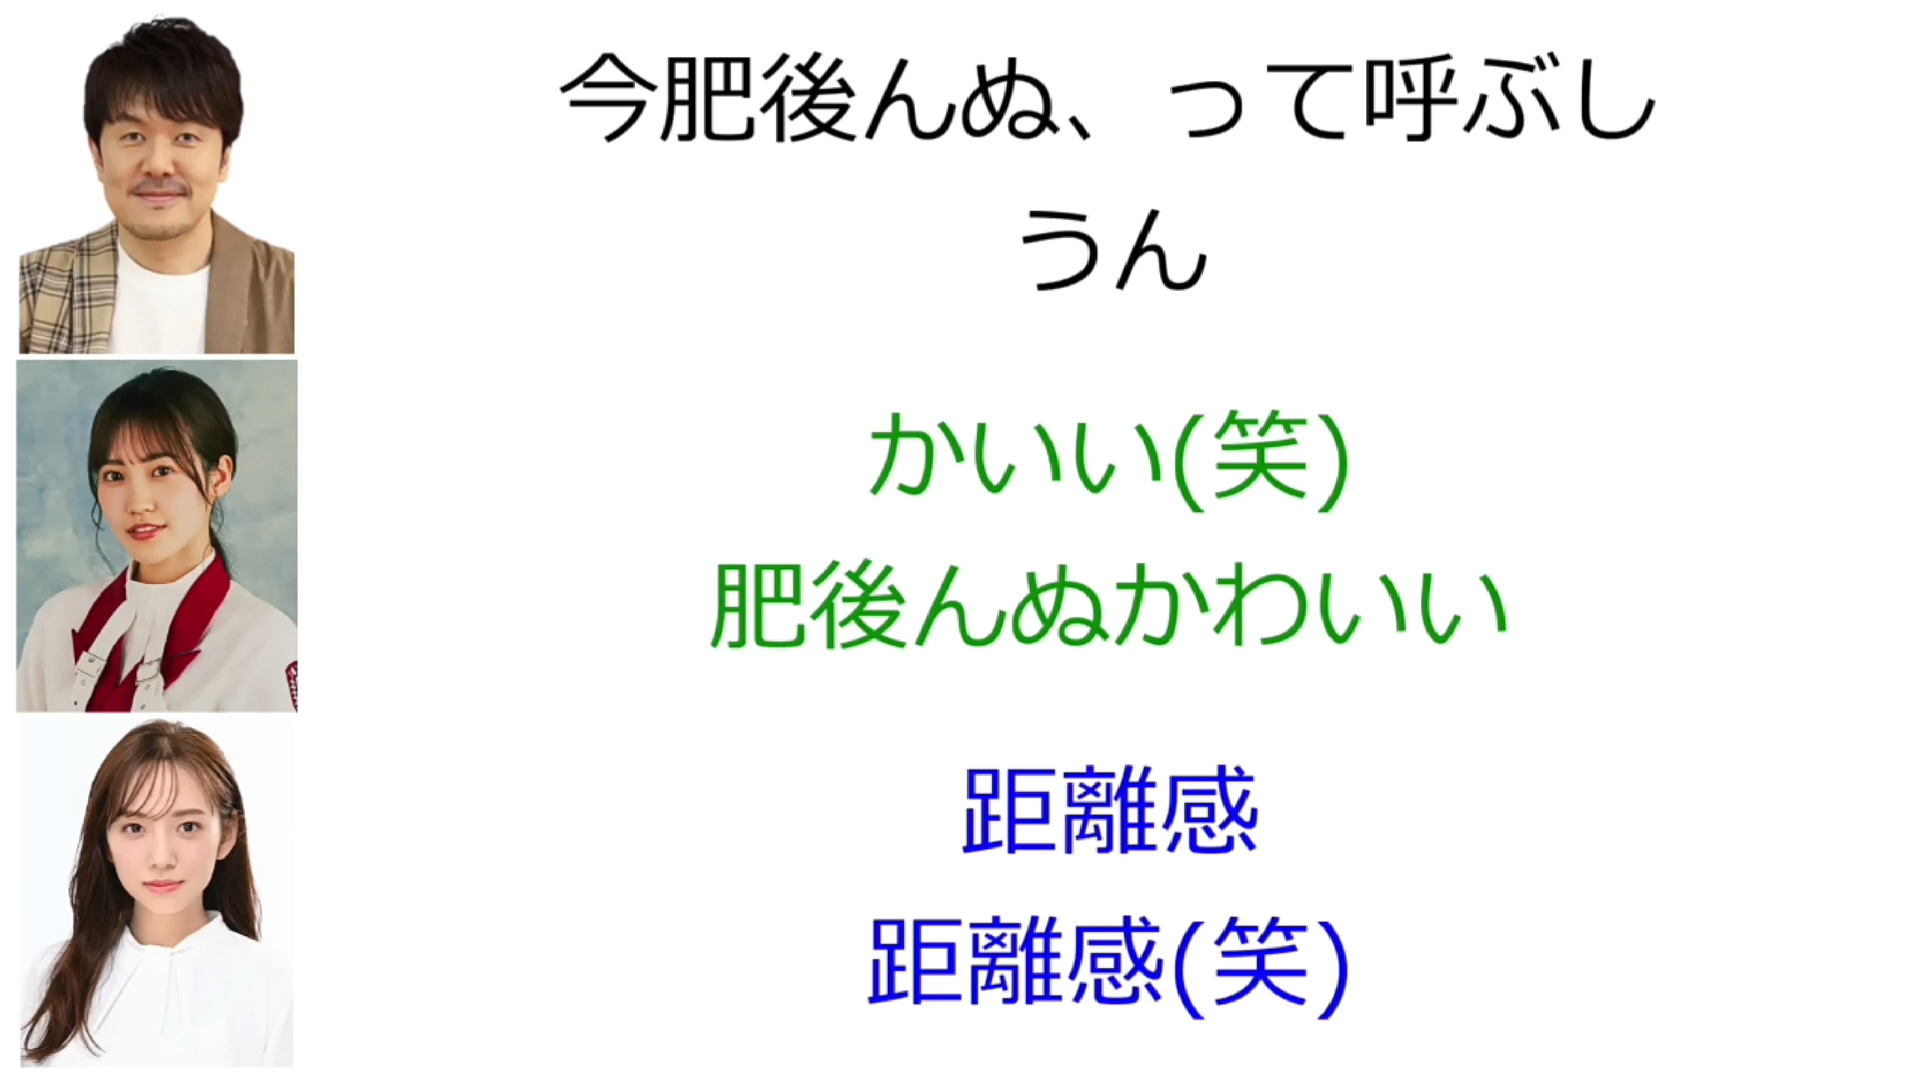 今肥後んぬ、って呼ぶし
うん
かいい(笑)
肥後んぬかわいい
距離感
距離感(笑)